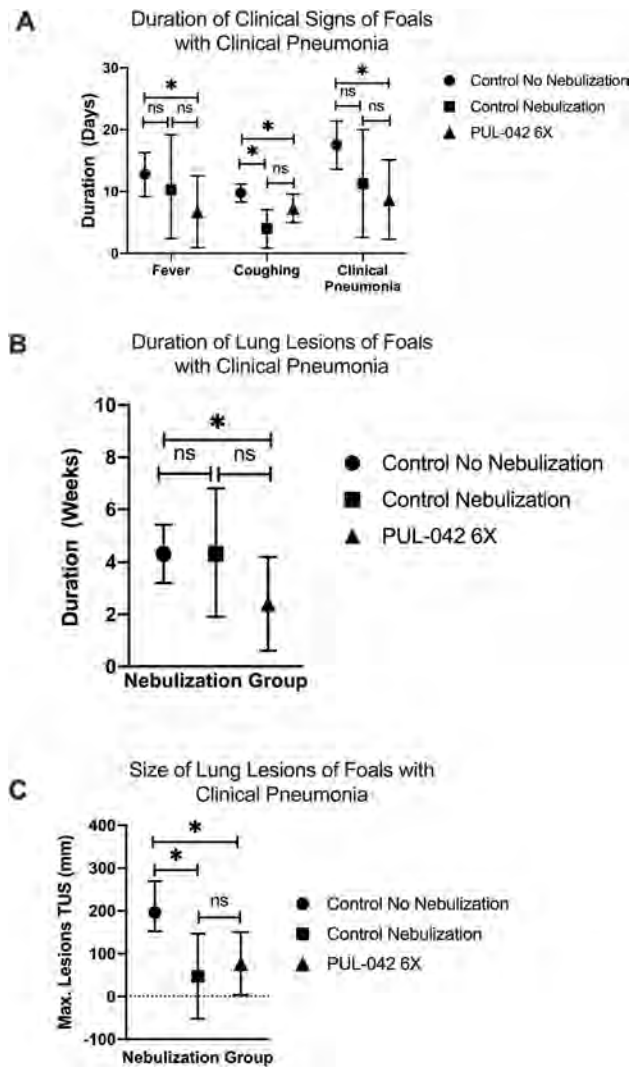 A
Duration of Clinical Signs of Foals
with Clinical Pneumonia
30
20
10
0
Duration (Days)
*
ns
ns
*
*
ns
*
ns
ns
Fever
Coughing
Clinical
Pneumonia
Control No Nebulization
Control Nebulization
PUL-042 6X
B
Duration of Lung Lesions of Foals
with Clinical Pneumonia
10
8
6
4
2
0
Duration (Weeks)
*
ns
ns
Nebulization Group
Control No Nebulization
Control Nebulization
PUL-042 6X
C
Size of Lung Lesions of Foals with
Clinical Pneumonia
400
300
200
100
0
-100
Max. Lesions TUS (mm)
*
*
ns
Nebulization Group
Control No Nebulization
Control Nebulization
PUL-042 6X